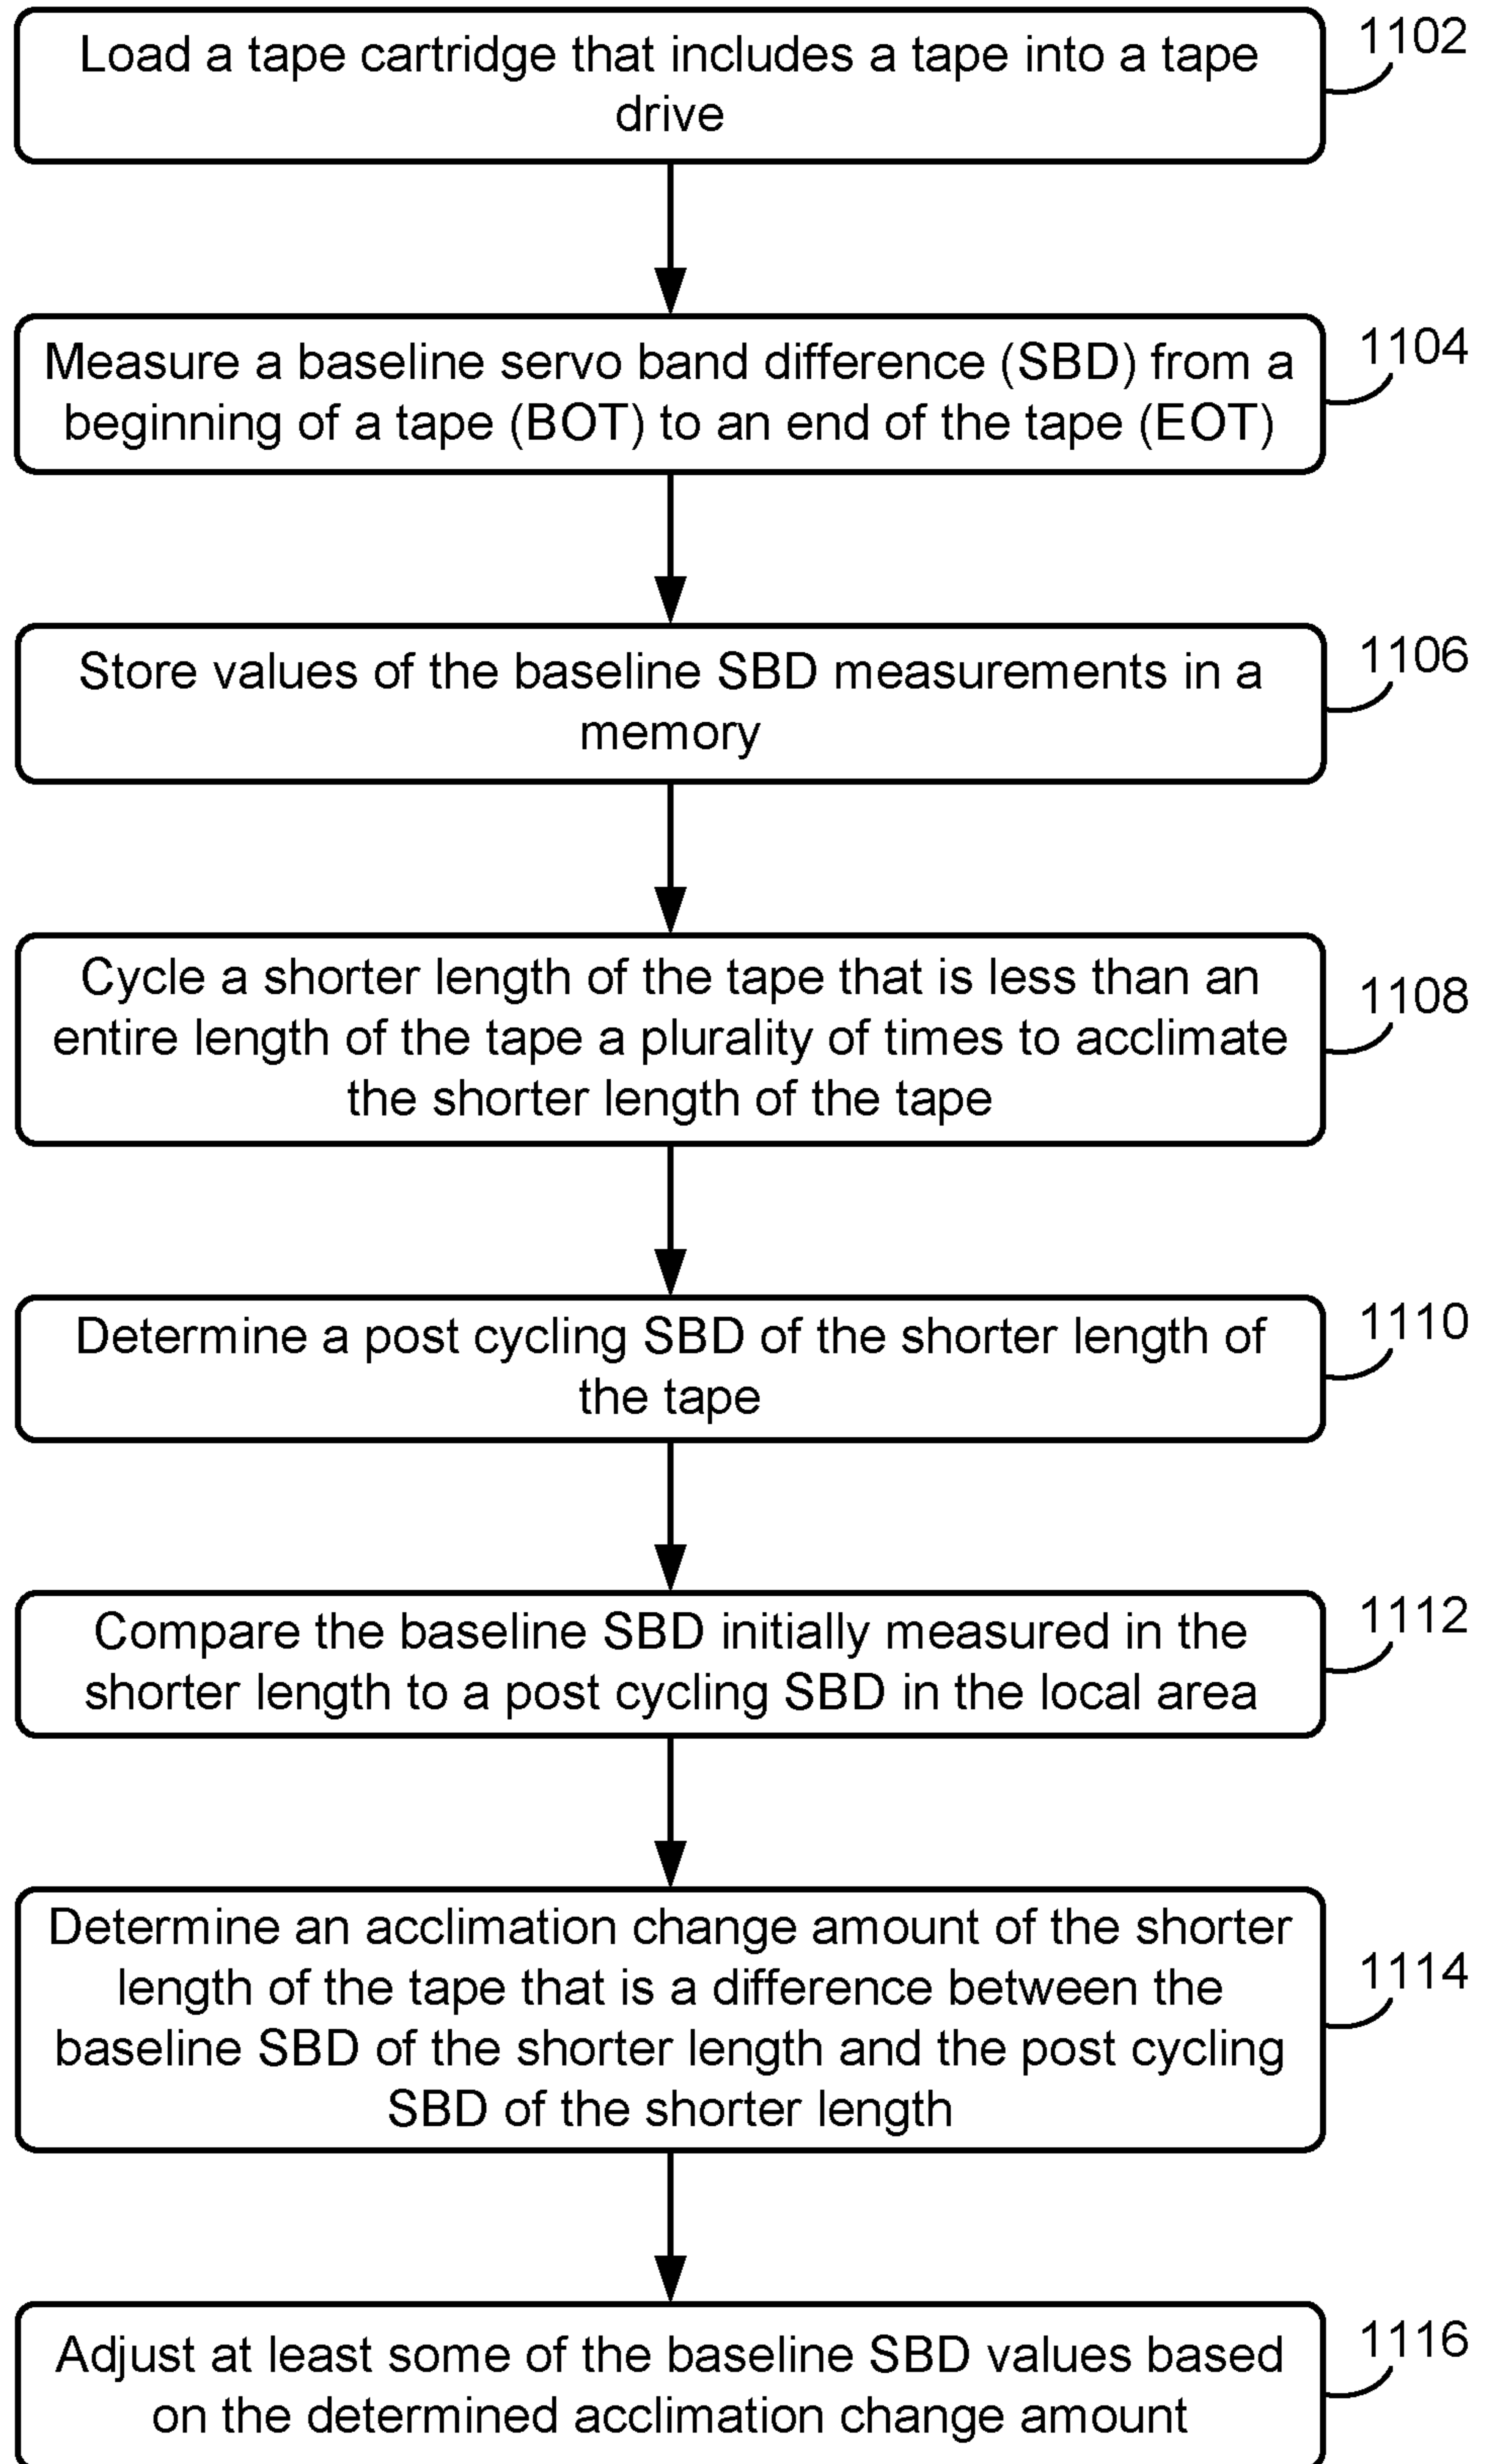 Load a tape cartridge that includes a tape into a tape
drive
1102
Measure a baseline servo band difference (SBD) from a
beginning of a tape (BOT) to an end of the tape (EOT)
1104
Store values of the baseline SBD measurements in a
memory
1106
Cycle a shorter length of the tape that is less than an
entire length of the tape a plurality of times to acclimate
the shorter length of the tape
1108
Determine a post cycling SBD of the shorter length of
the tape
1110
Compare the baseline SBD initially measured in the
shorter length to a post cycling SBD in the local area
1112
Determine an acclimation change amount of the shorter
length of the tape that is a difference between the
baseline SBD of the shorter length and the post cycling
SBD of the shorter length
1114
Adjust at least some of the baseline SBD values based
on the determined acclimation change amount
1116